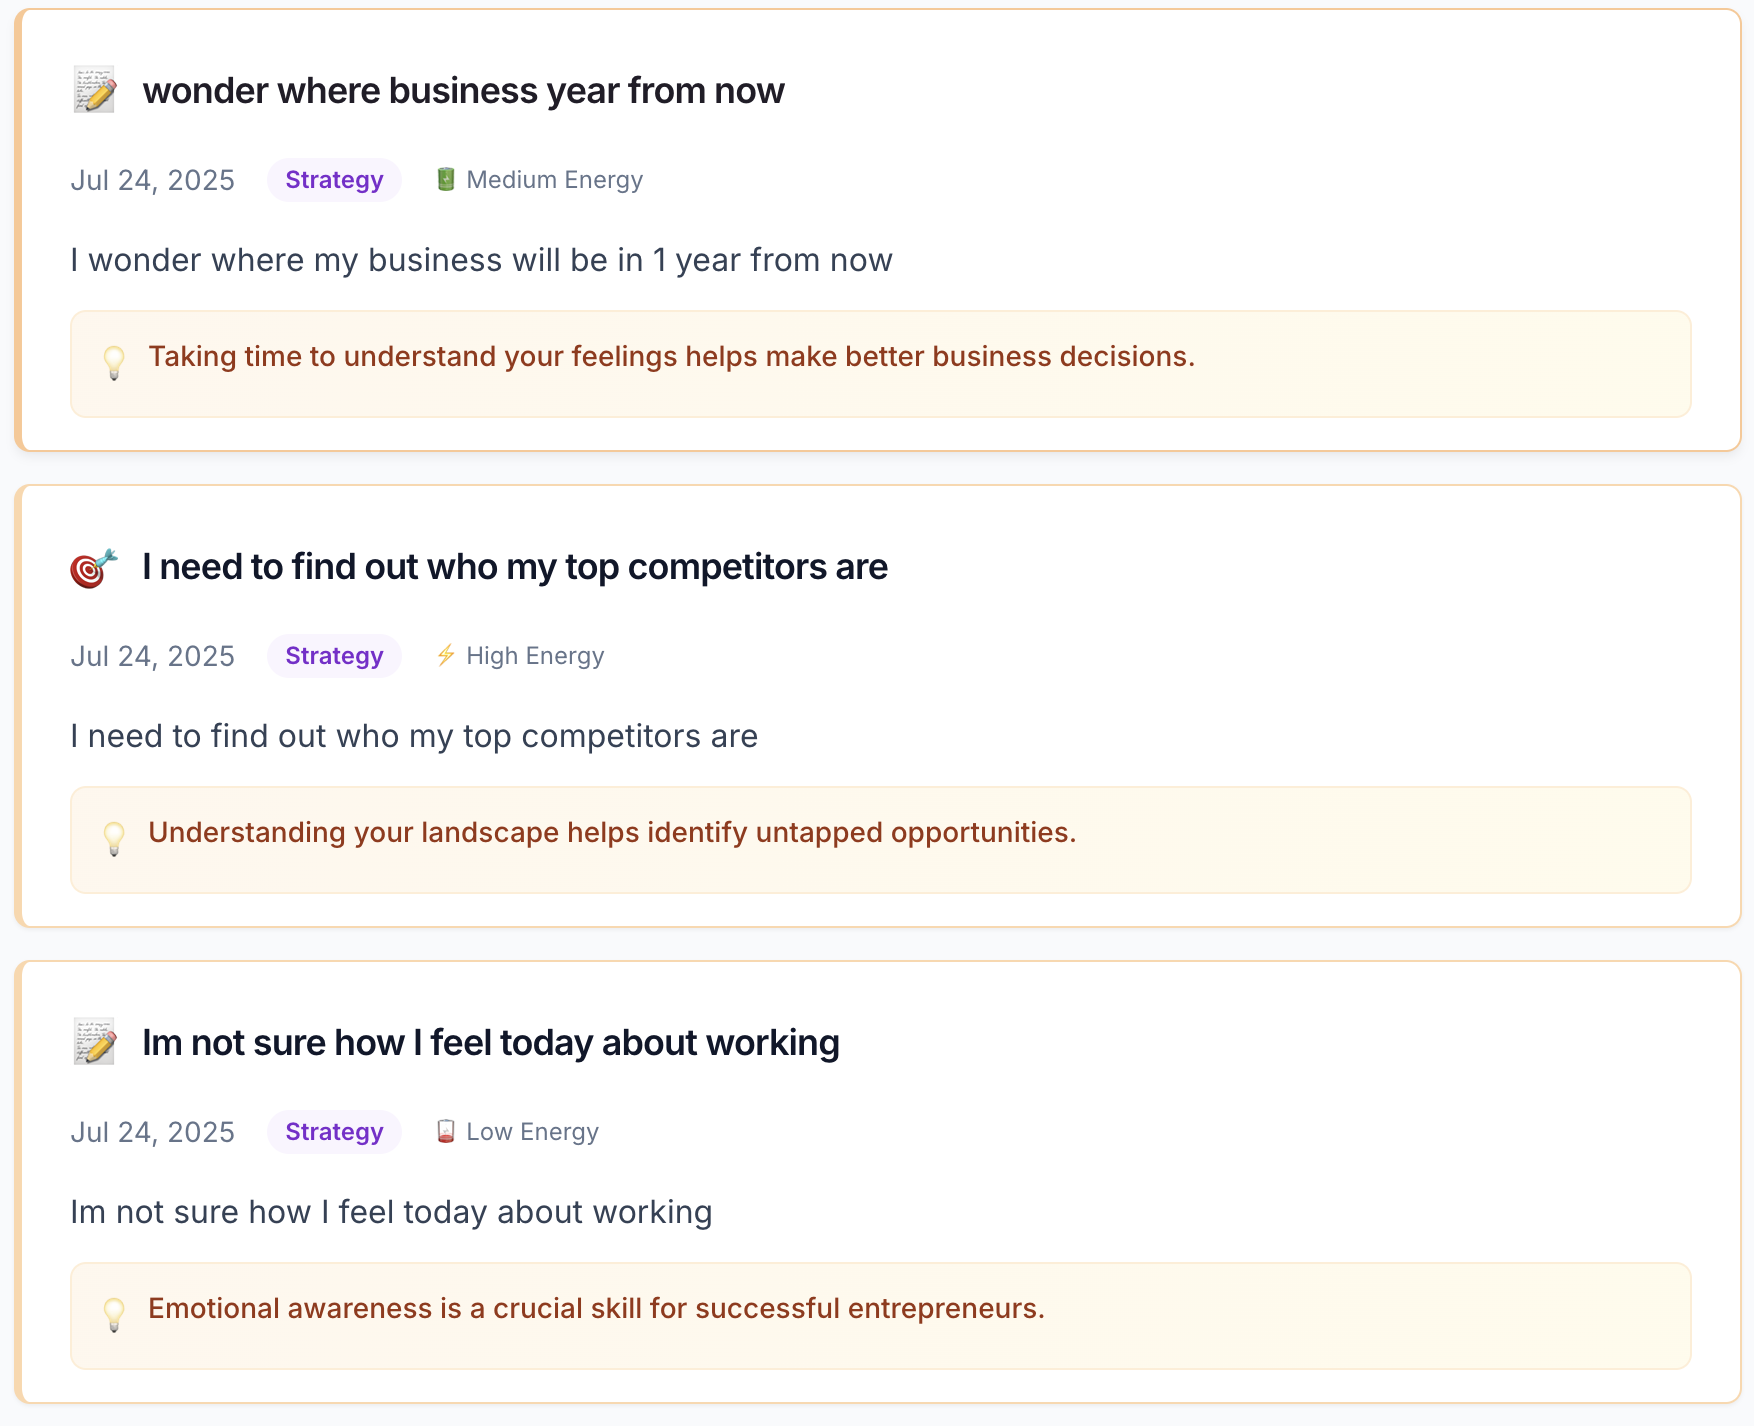 wonder where business year from now
Jul 24, 2025 Strategy Medium Energy
I wonder where my business will be in 1 year from now
Taking time to understand your feelings helps make better business decisions.
I need to find out who my top competitors are
Jul 24, 2025 Strategy High Energy
I need to find out who my top competitors are
Understanding your landscape helps identify untapped opportunities.
Im not sure how I feel today about working
Jul 24, 2025 Strategy Low Energy
Im not sure how I feel today about working
Emotional awareness is a crucial skill for successful entrepreneurs.